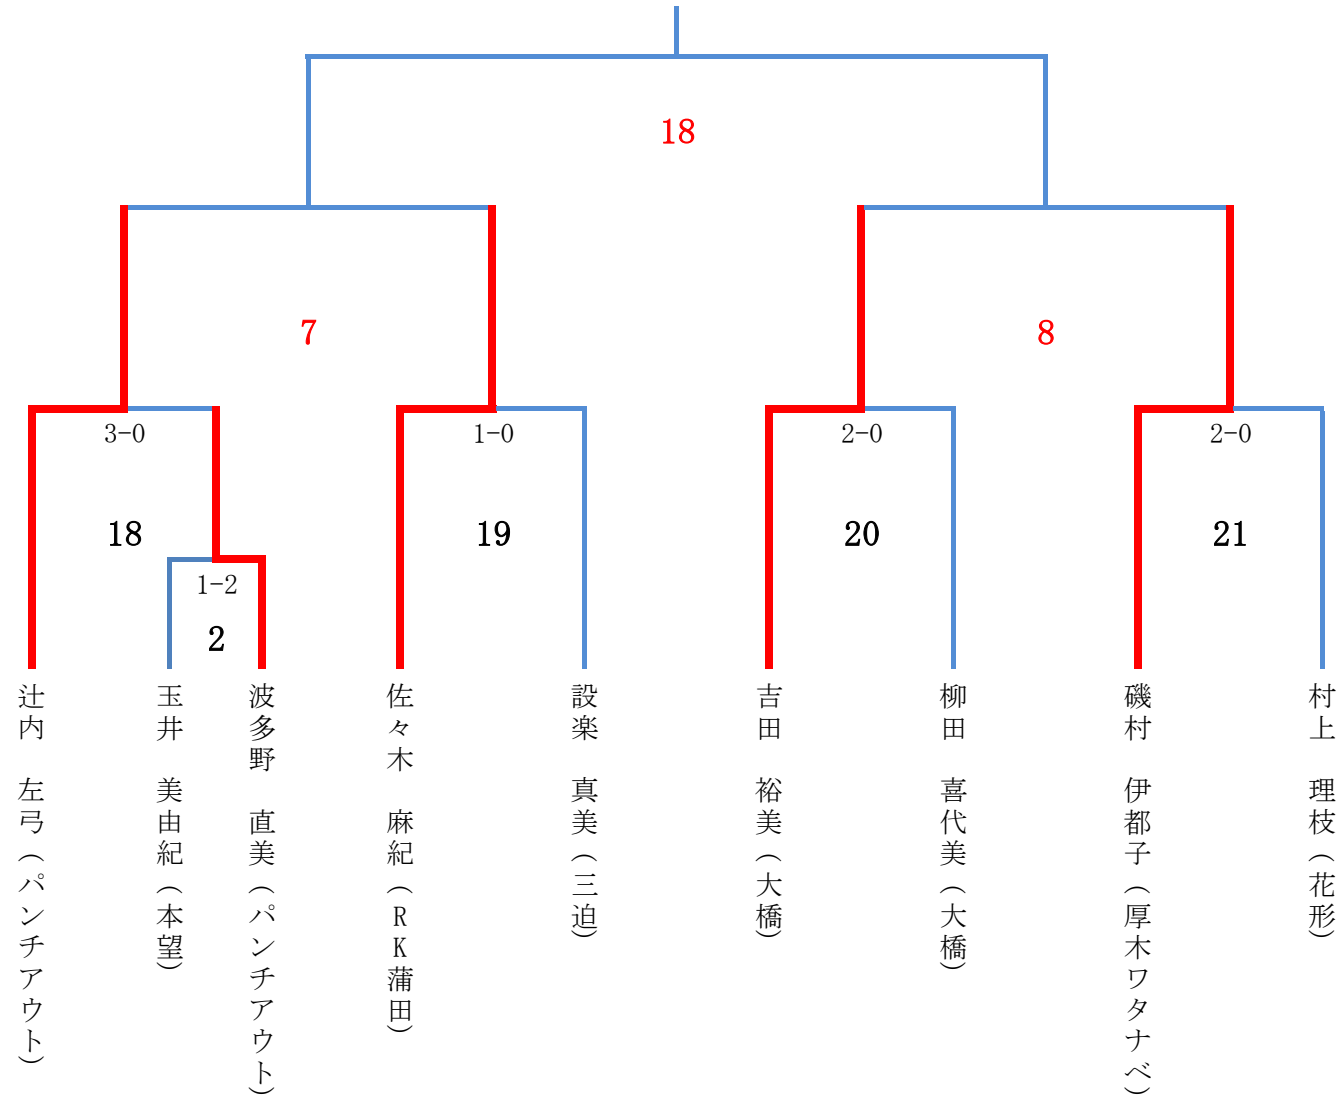 18
7
8
3-0
1-0
2-0
2-0
18
19
20
21
1-2
2
辻内　左弓（パンチアウト）
玉井　美由紀（本望）
波多野　直美（パンチアウト）
佐々木　麻紀（RK蒲田）
設楽　真美（三迫）
吉田　裕美（大橋）
柳田　喜代美（大橋）
磯村　伊都子（厚木ワタナベ）
村上　理枝（花形）